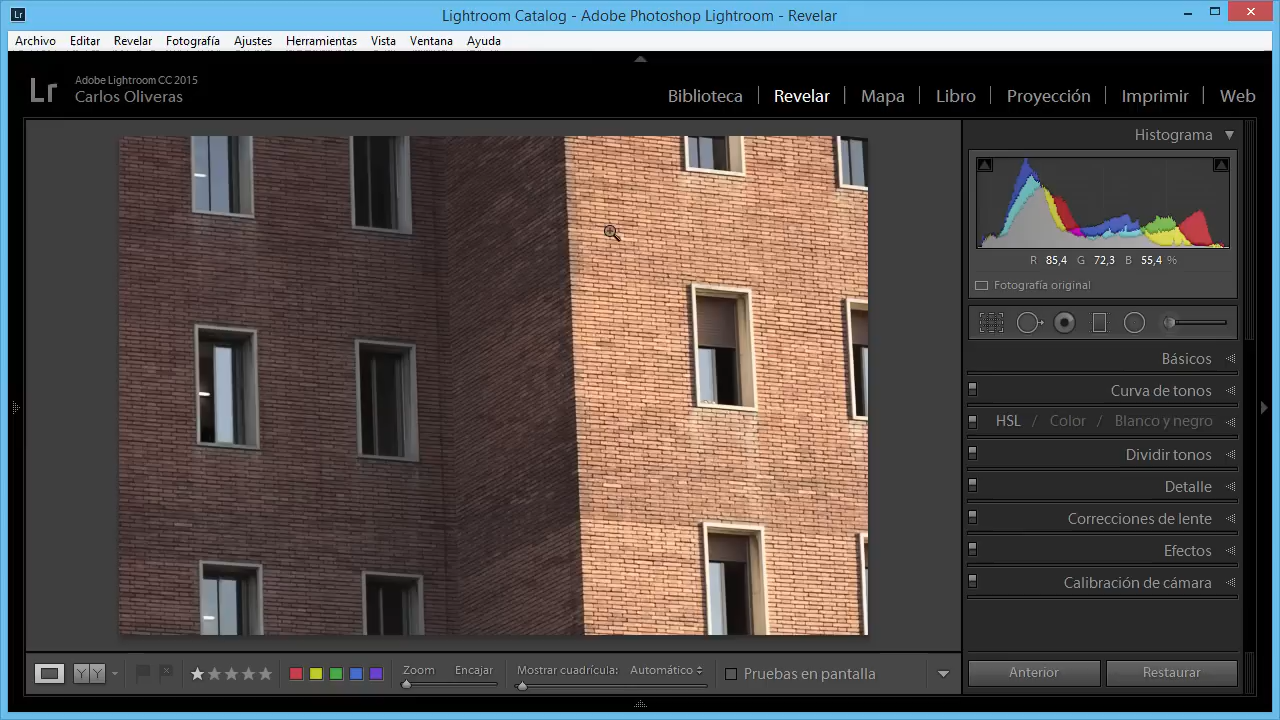 Lr
Lightroom Catalog - Adobe Photoshop Lightroom - Revelar
Archivo Editar Revelar Fotografía Ajustes Herramientas Vista Ventana Ayuda
Lr
Adobe Lightroom CC 2015
Carlos Oliveras
Biblioteca Revelar Mapa Libro Proyección Imprimir Web
Histograma
R 85,4 G 72,3 B 55,4 %
Fotografía original
Básicos
Curva de tonos
HSL / Color / Blanco y negro
Dividir tonos
Detalle
Correcciones de lente
Efectos
Calibración de cámara
YY
Zoom Encajar
Mostrar cuadrícula: Automático
Pruebas en pantalla
Anterior
Restaurar